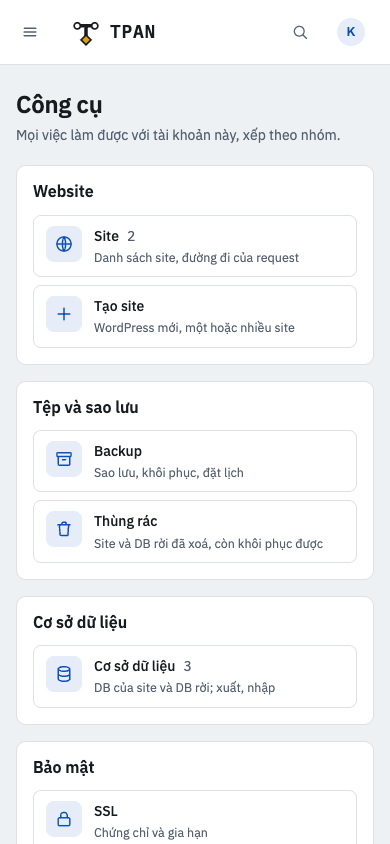 TPAN
K
Công cụ
Mọi việc làm được với tài khoản này, xếp theo nhóm.
Website
Site 2
Danh sách site, đường đi của request
Tạo site
WordPress mới, một hoặc nhiều site
Tệp và sao lưu
Backup
Sao lưu, khôi phục, đặt lịch
Thùng rác
Site và DB rời đã xoá, còn khôi phục được
Cơ sở dữ liệu
Cơ sở dữ liệu 3
DB của site và DB rời; xuất, nhập
Bảo mật
SSL
Chứng chỉ và gia hạn